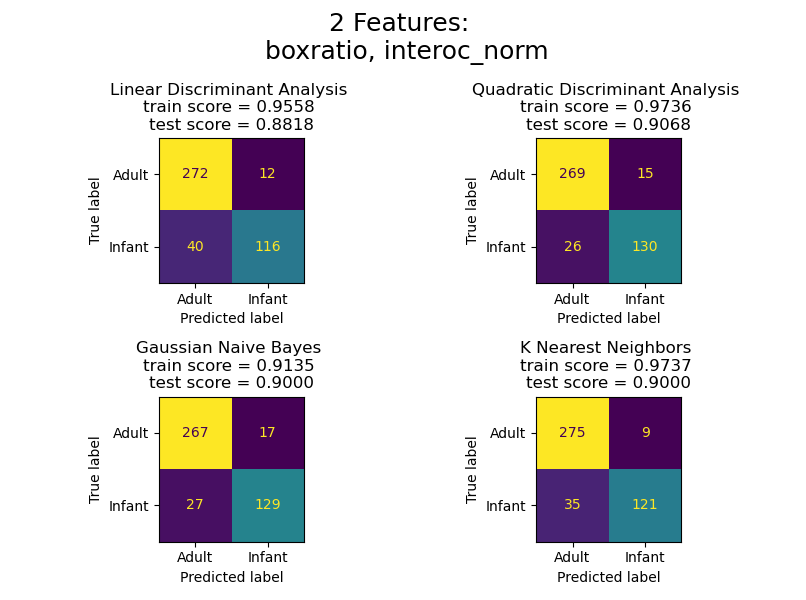 2 Features:
boxratio, interoc_norm
Linear Discriminant Analysis
train score = 0.9558
test score = 0.8818
Adult
272
12
Infant
40
116
Adult
Infant
True label
Predicted label
Quadratic Discriminant Analysis
train score = 0.9736
test score = 0.9068
Adult
269
15
Infant
26
130
Adult
Infant
True label
Predicted label
Gaussian Naive Bayes
train score = 0.9135
test score = 0.9000
Adult
267
17
Infant
27
129
Adult
Infant
True label
Predicted label
K Nearest Neighbors
train score = 0.9737
test score = 0.9000
Adult
275
9
Infant
35
121
Adult
Infant
True label
Predicted label